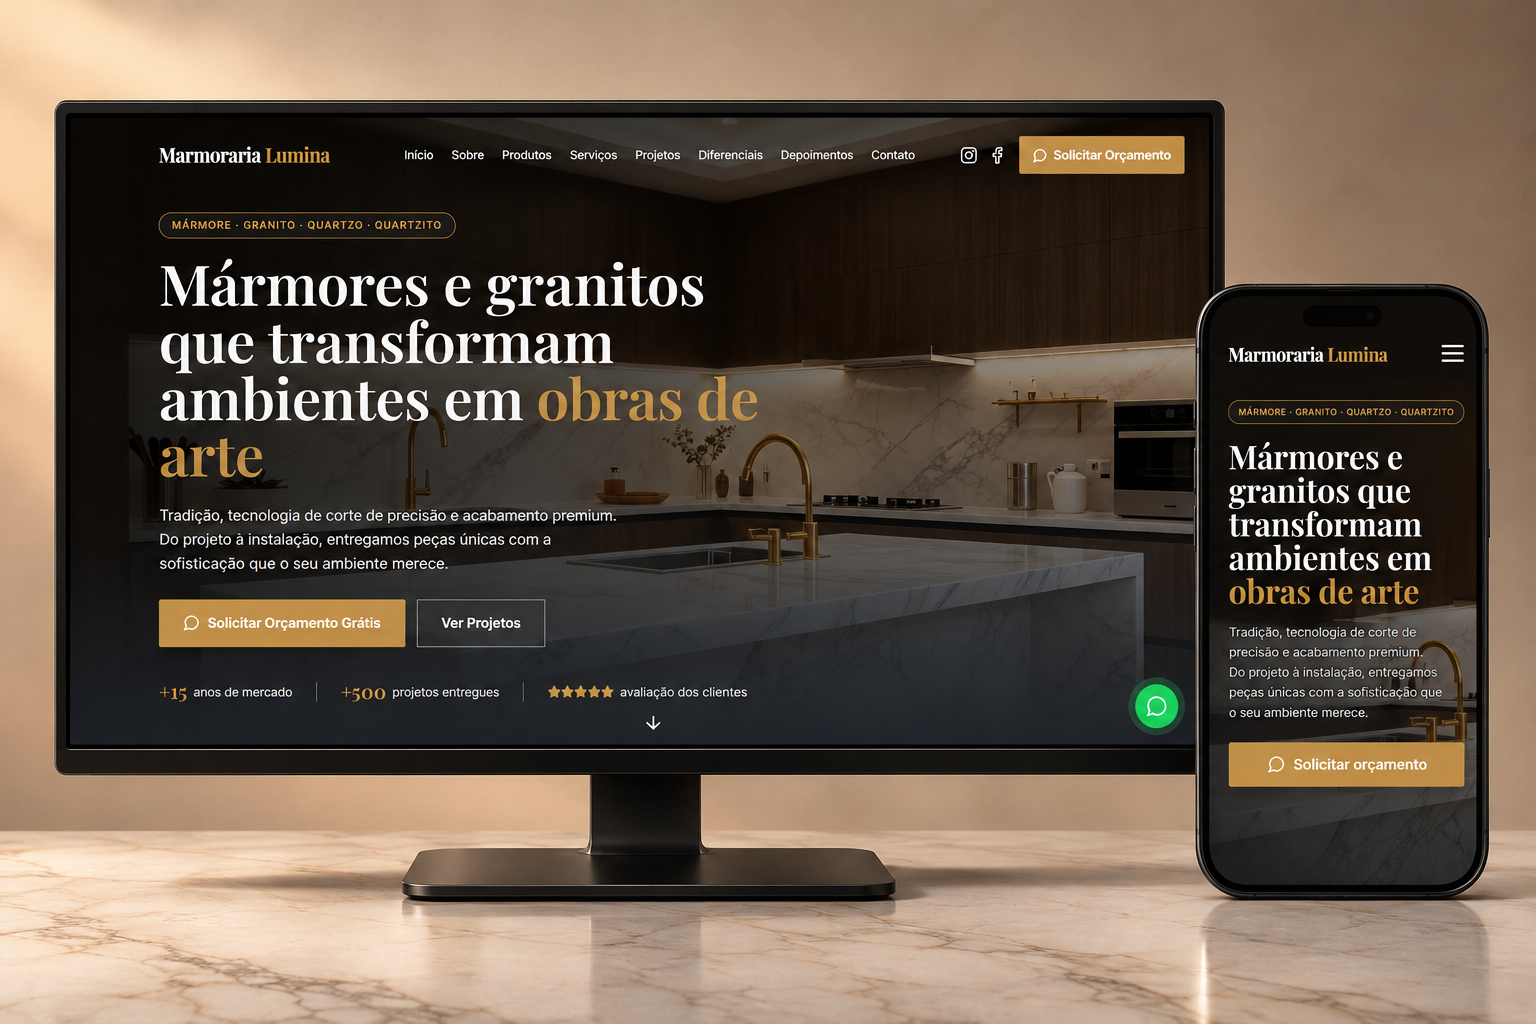 Marmoraria Lumina
Início Sobre Produtos Serviços Projetos Diferenciais Depoimentos Contato
Solicitar Orçamento
MÁRMORE · GRANITO · QUARTZO · QUARTZITO
Mármores e granitos
que transformam
ambientes em obras de
arte
Tradição, tecnologia de corte de precisão e acabamento premium.
Do projeto à instalação, entregamos peças únicas com a
sofisticação que o seu ambiente merece.
Solicitar Orçamento Grátis
Ver Projetos
+15 anos de mercado
+500 projetos entregues
★★★★★ avaliação dos clientes
Marmoraria Lumina
MÁRMORE · GRANITO · QUARTZO · QUARTZITO
Mármores e
granitos que
transformam
ambientes em
obras de arte
Tradição, tecnologia de corte de
precisão e acabamento premium.
Do projeto à instalação, entregamos
peças únicas com a sofisticação que
o seu ambiente merece.
Solicitar orçamento